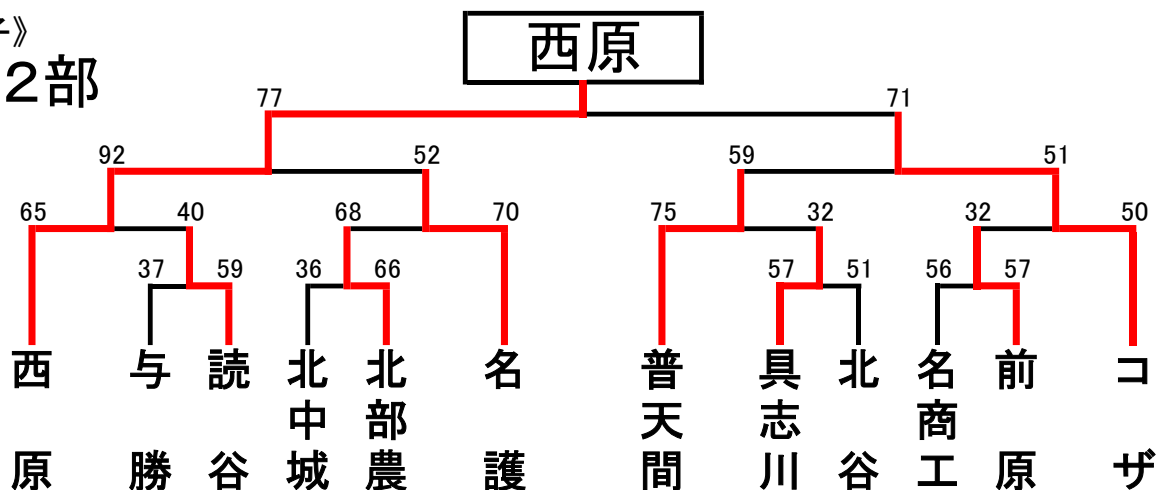 子》
2部
西原
77 71
92 52 59 51
65 40 68 70 75 32 32 50
37 59 36 66 57 51 56 57
西原 与勝 読谷 北中城 北部農 名護 普天間 具志川 北谷 名商工 前原 コザ